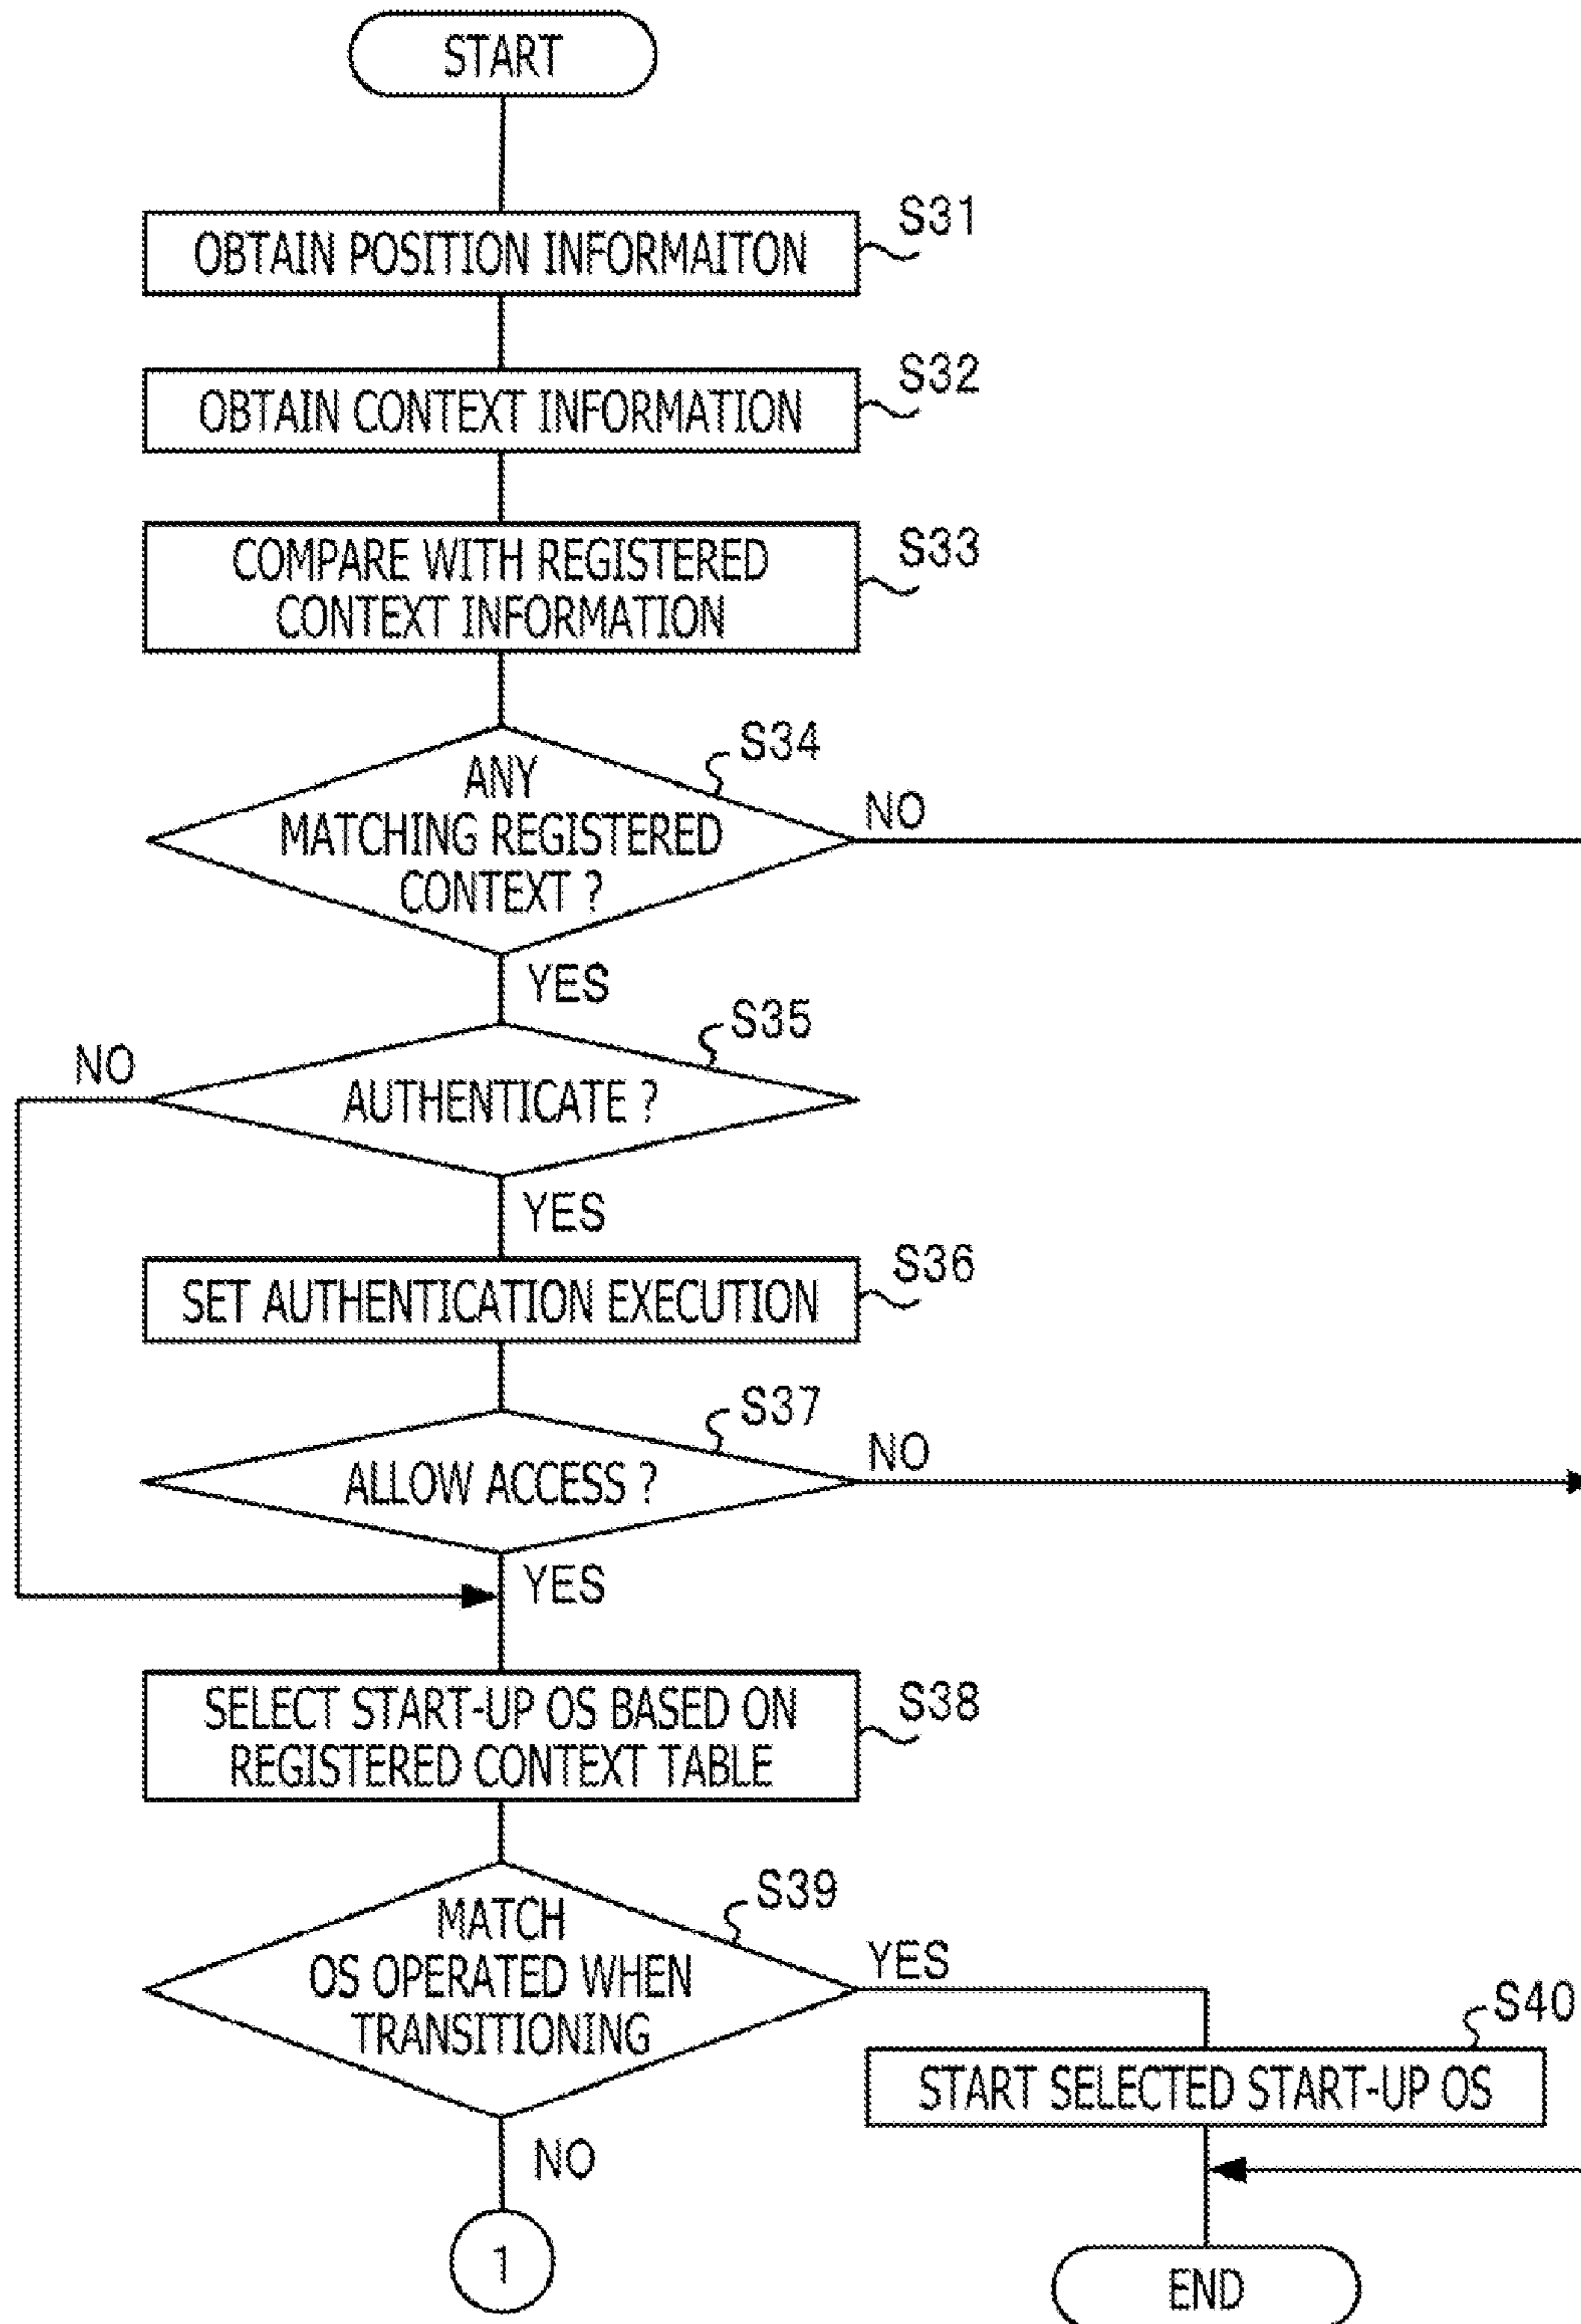 START
S31
OBTAIN POSITION INFORMAITON
S32
OBTAIN CONTEXT INFORMATION
S33
COMPARE WITH REGISTERED
CONTEXT INFORMATION
S34
ANY
MATCHING REGISTERED
CONTEXT ?
NO
YES
S35
NO
AUTHENTICATE ?
YES
S36
SET AUTHENTICATION EXECUTION
S37
ALLOW ACCESS ?
NO
YES
S38
SELECT START-UP OS BASED ON
REGISTERED CONTEXT TABLE
S39
MATCH
OS OPERATED WHEN
TRANSITIONING
YES
S40
START SELECTED START-UP OS
NO
1
END